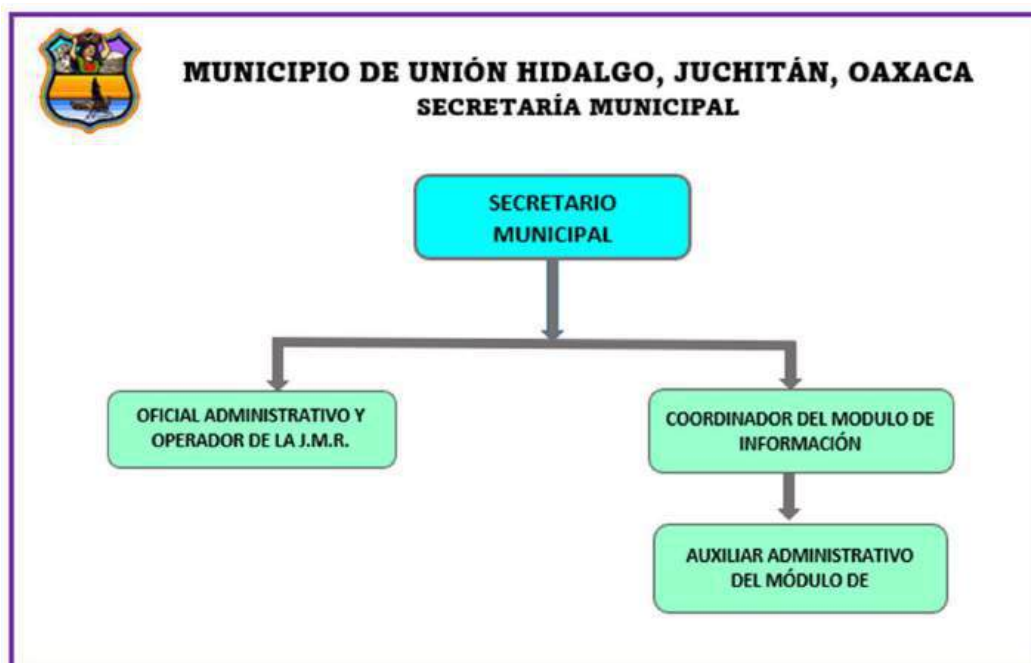 MUNICIPIO DE UNIÓN HIDALGO, JUCHITÁN, OAXACA
SECRETARÍA MUNICIPAL
SECRETARIO
MUNICIPAL
OFICIAL ADMINISTRATIVO Y
OPERADOR DE LA J.M.R.
COORDINADOR DEL MODULO DE
INFORMACIÓN
AUXILIAR ADMINISTRATIVO
DEL MÓDULO DE